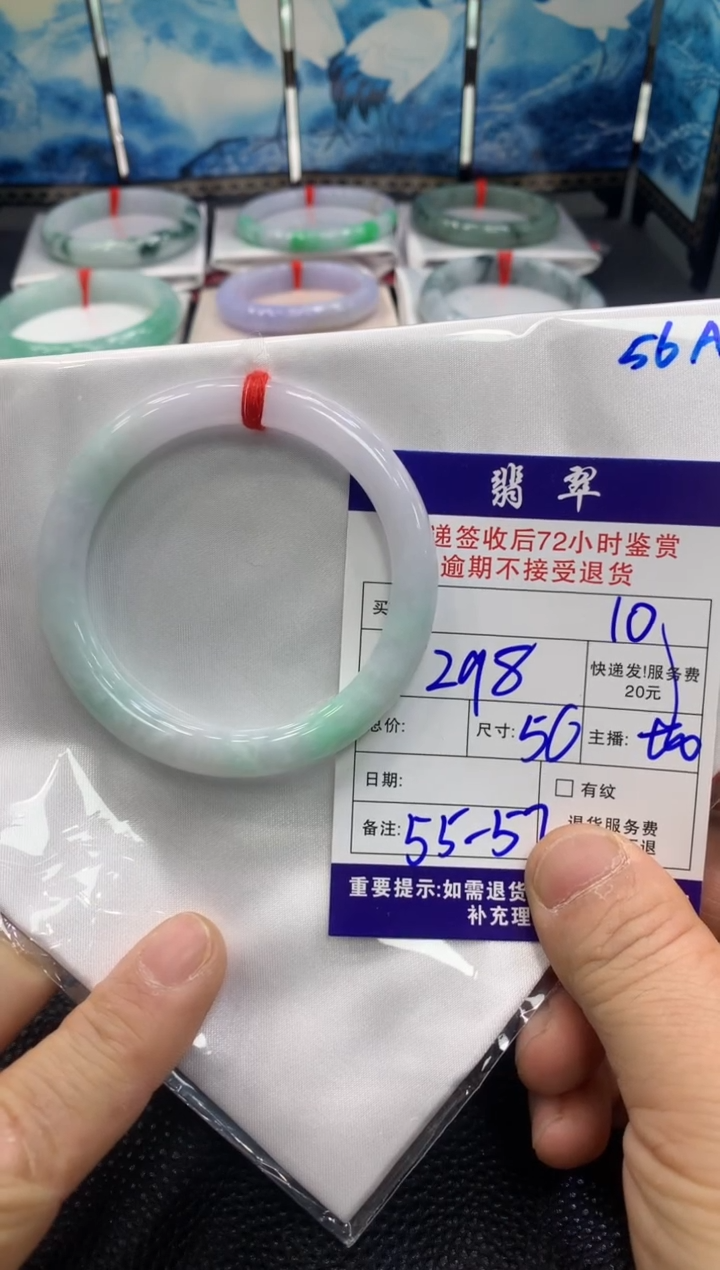 56A
翡翠
递签收后72小时鉴赏
逾期不接受退货
买
10
298
快递发!服务费
20元
总价:
尺寸:56
主播:
日期:
有纹
备注:55-57
退货服务费
退
重要提示:如需退货
补充理